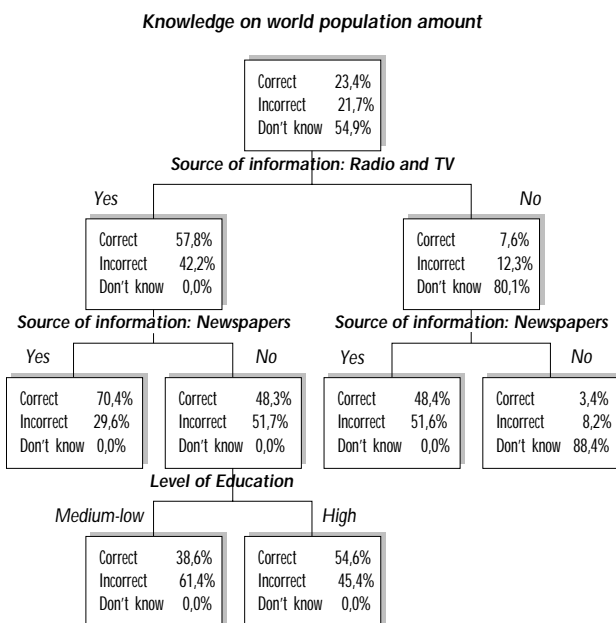 Knowledge on world population amount
Correct 23,4%
Incorrect 21,7%
Don't know 54,9%
Source of information: Radio and TV
Yes
No
Correct 57,8%
Incorrect 42,2%
Don't know 0,0%
Correct 7,6%
Incorrect 12,3%
Don't know 80,1%
Source of information: Newspapers
Source of information: Newspapers
Yes
No
Yes
No
Correct 70,4%
Incorrect 29,6%
Don't know 0,0%
Correct 48,3%
Incorrect 51,7%
Don't know 0,0%
Correct 48,4%
Incorrect 51,6%
Don't know 0,0%
Correct 3,4%
Incorrect 8,2%
Don't know 88,4%
Level of Education
Medium-low
High
Correct 38,6%
Incorrect 61,4%
Don't know 0,0%
Correct 54,6%
Incorrect 45,4%
Don't know 0,0%